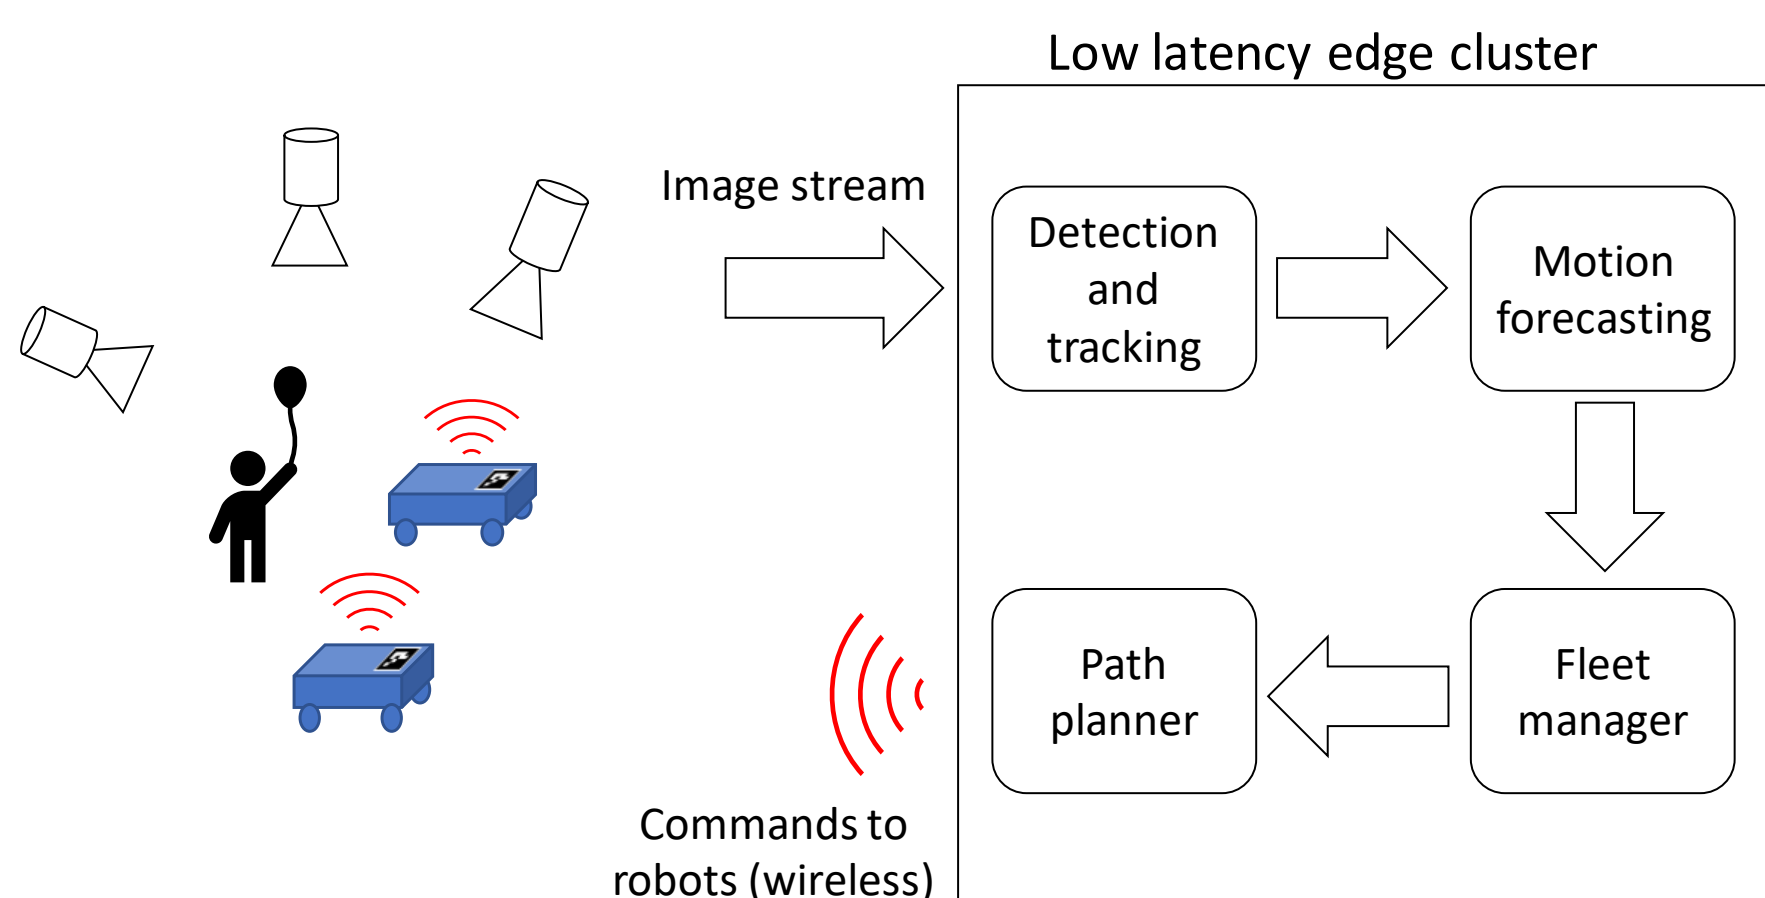 Low latency edge cluster
Image stream
Detection
and
tracking
Motion
forecasting
Path
planner
Fleet
manager
Commands to
robots (wireless)